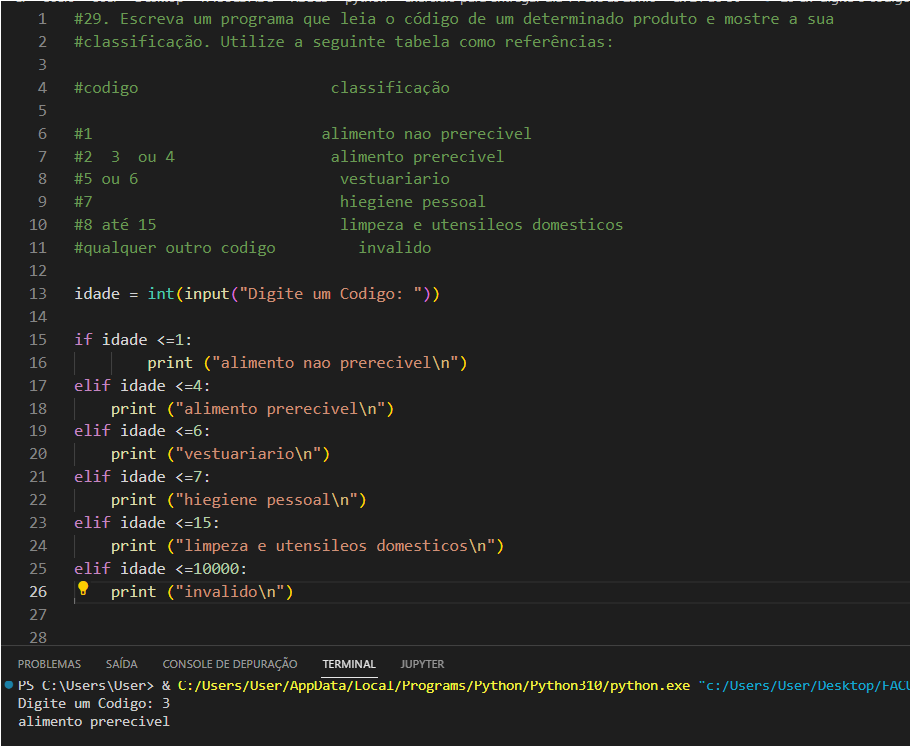 1 #29. Escreva um programa que leia o código de um determinado produto e mostre a sua
2 #classificação. Utilize a seguinte tabela como referências:
3
4 #codigo classificação
5
6 #1 alimento nao prerecivel
7 #2 3 ou 4 alimento prerecivel
8 #5 ou 6 vestuariario
9 #7 hiegiene pessoal
10 #8 até 15 limpeza e utensileos domesticos
11 #qualquer outro codigo invalido
12
13 idade = int(input("Digite um Codigo: "))
14
15 if idade <=1:
16 print ("alimento nao prerecivel\n")
17 elif idade <=4:
18 print ("alimento prerecivel\n")
19 elif idade <=6:
20 print ("vestuariario\n")
21 elif idade <=7:
22 print ("hiegiene pessoal\n")
23 elif idade <=15:
24 print ("limpeza e utensileos domesticos\n")
25 elif idade <=10000:
26 print ("invalido\n")
27
28
PROBLEMAS SAÍDA CONSOLE DE DEPURAÇÃO TERMINAL JUPYTER
PS C:\Users\User> & C:/Users/User/AppData/Local/Programs/Python/Python310/python.exe "c:/Users/User/Desktop/FACU
Digite um Codigo: 3
alimento prerecivel